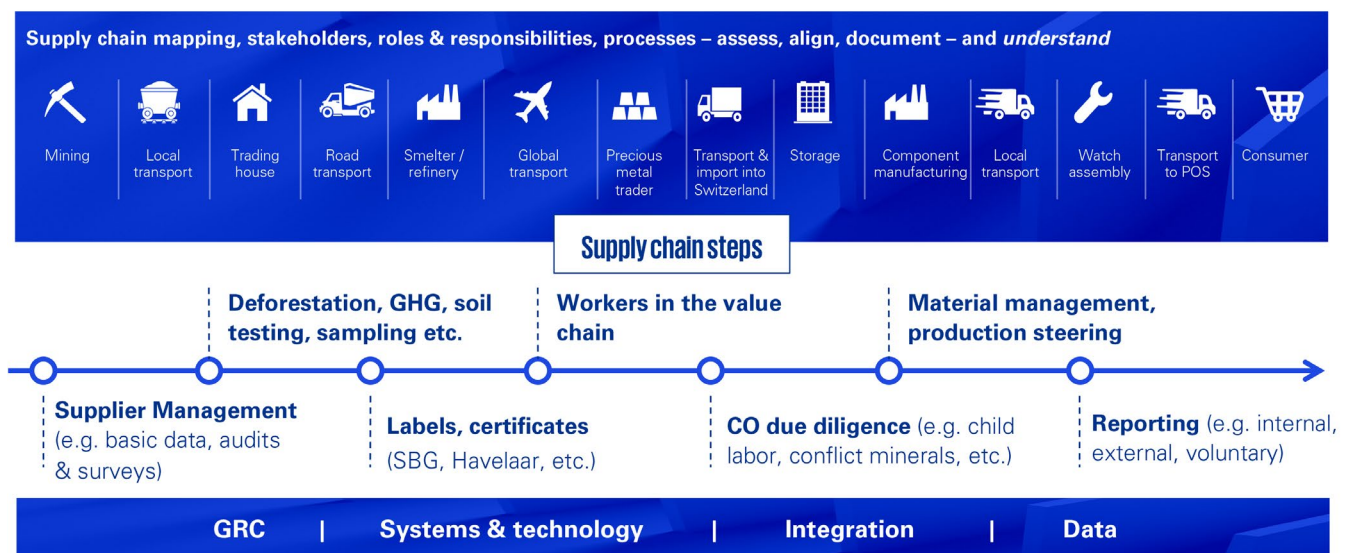 Supply chain mapping, stakeholders, roles & responsibilities, processes – assess, align, document – and understand
Mining
Local
transport
Trading
house
Road
transport
Smelter /
refinery
Global
transport
Precious
metal
trader
Transport &
import into
Switzerland
Storage
Component
manufacturing
Local
transport
Watch
assembly
Transport
to POS
Consumer
Supply chain steps
Deforestation, GHG, soil
testing, sampling etc.
Workers in the value
chain
Material management,
production steering
Supplier Management
(e.g. basic data, audits
& surveys)
Labels, certificates
(SBG, Havelaar, etc.)
CO due diligence (e.g. child
labor, conflict minerals, etc.)
Reporting (e.g. internal,
external, voluntary)
GRC | Systems & technology | Integration | Data